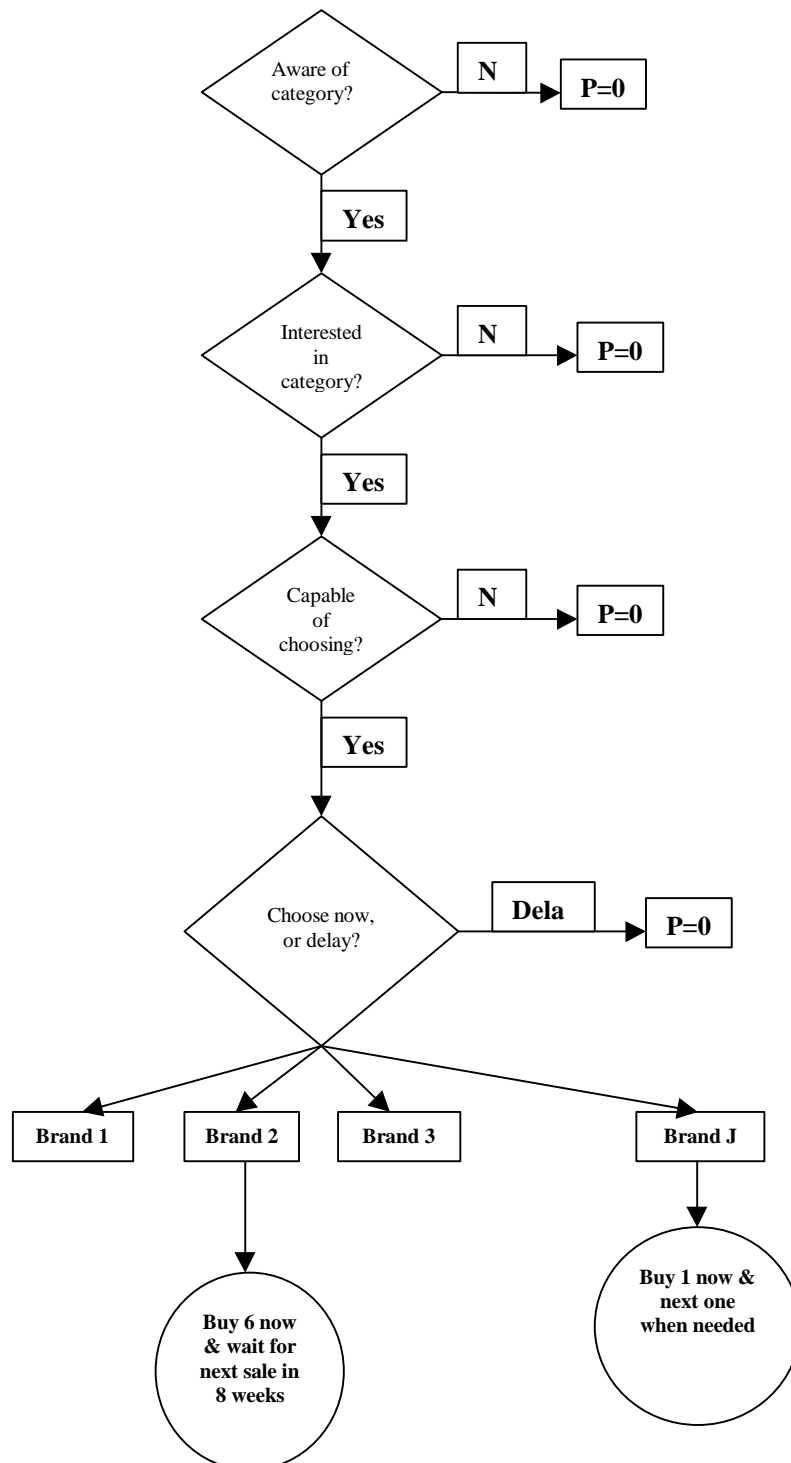 Aware of
category?
N
P=0
Yes
Interested
in
category?
N
P=0
Yes
Capable
of
choosing?
N
P=0
Yes
Choose now,
or delay?
Dela
P=0
Brand 1
Brand 2
Brand 3
Brand J
Buy 6 now
& wait for
next sale in
8 weeks
Buy 1 now &
next one
when needed